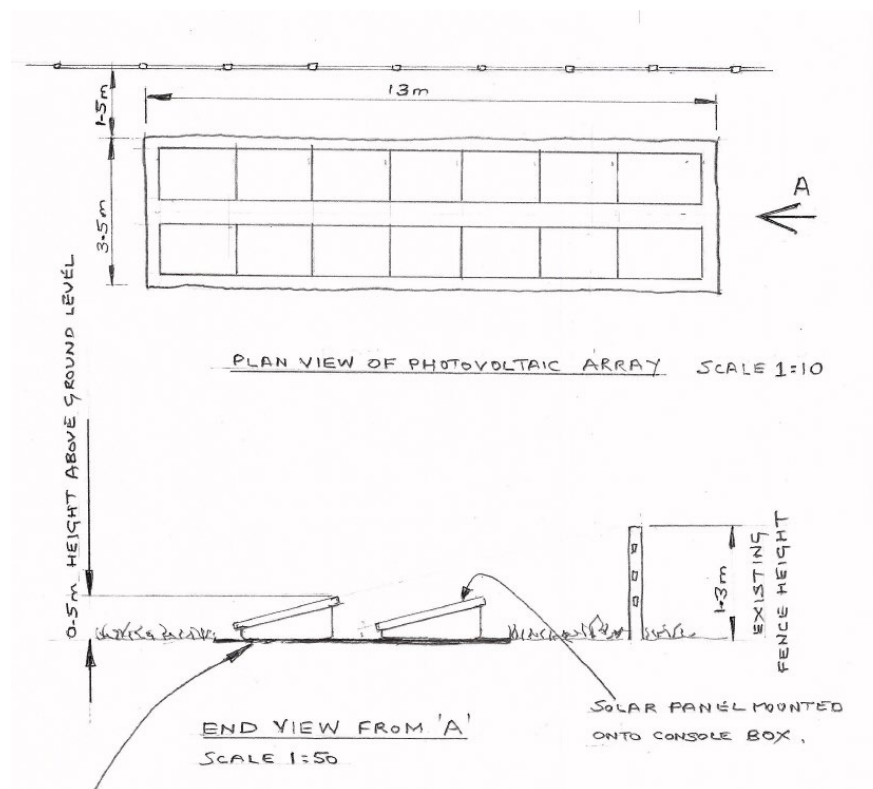 13m
1-5m
3-5m
A
PLAN VIEW OF PHOTOVOLTAIC ARRAY SCALE 1:10
0-5m HEIGHT ABOVE GROUND LEVEL
1-3m
EXISTING
FENCE HEIGHT
END VIEW FROM 'A'
SCALE 1:50
SOLAR PANEL MOUNTED
ONTO CONSOLE BOX.